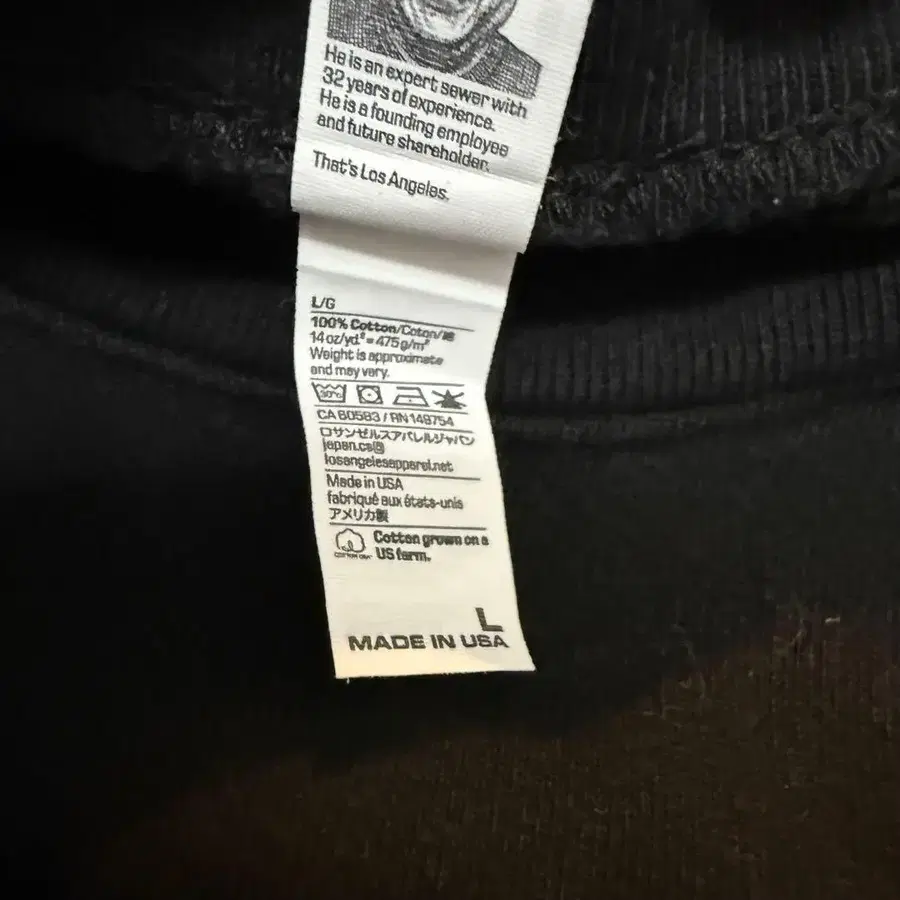 He is an expert sewer with
32 years of experience.
He is a founding employee
and future shareholder.
That's Los Angeles.
L/G
100% Cotton/Coton/綿
14 oz/yd² = 475 g/m²
Weight is approximate
and may vary.
30°C
CA 60583 / RN 149754
ロサンゼルスアパレルジャパン
japan.cs@
losangelesapparel.net
Made in USA
fabriqué aux états-unis
アメリカ製
Cotton grown on a
US farm.
COTTON USA
L
MADE IN USA